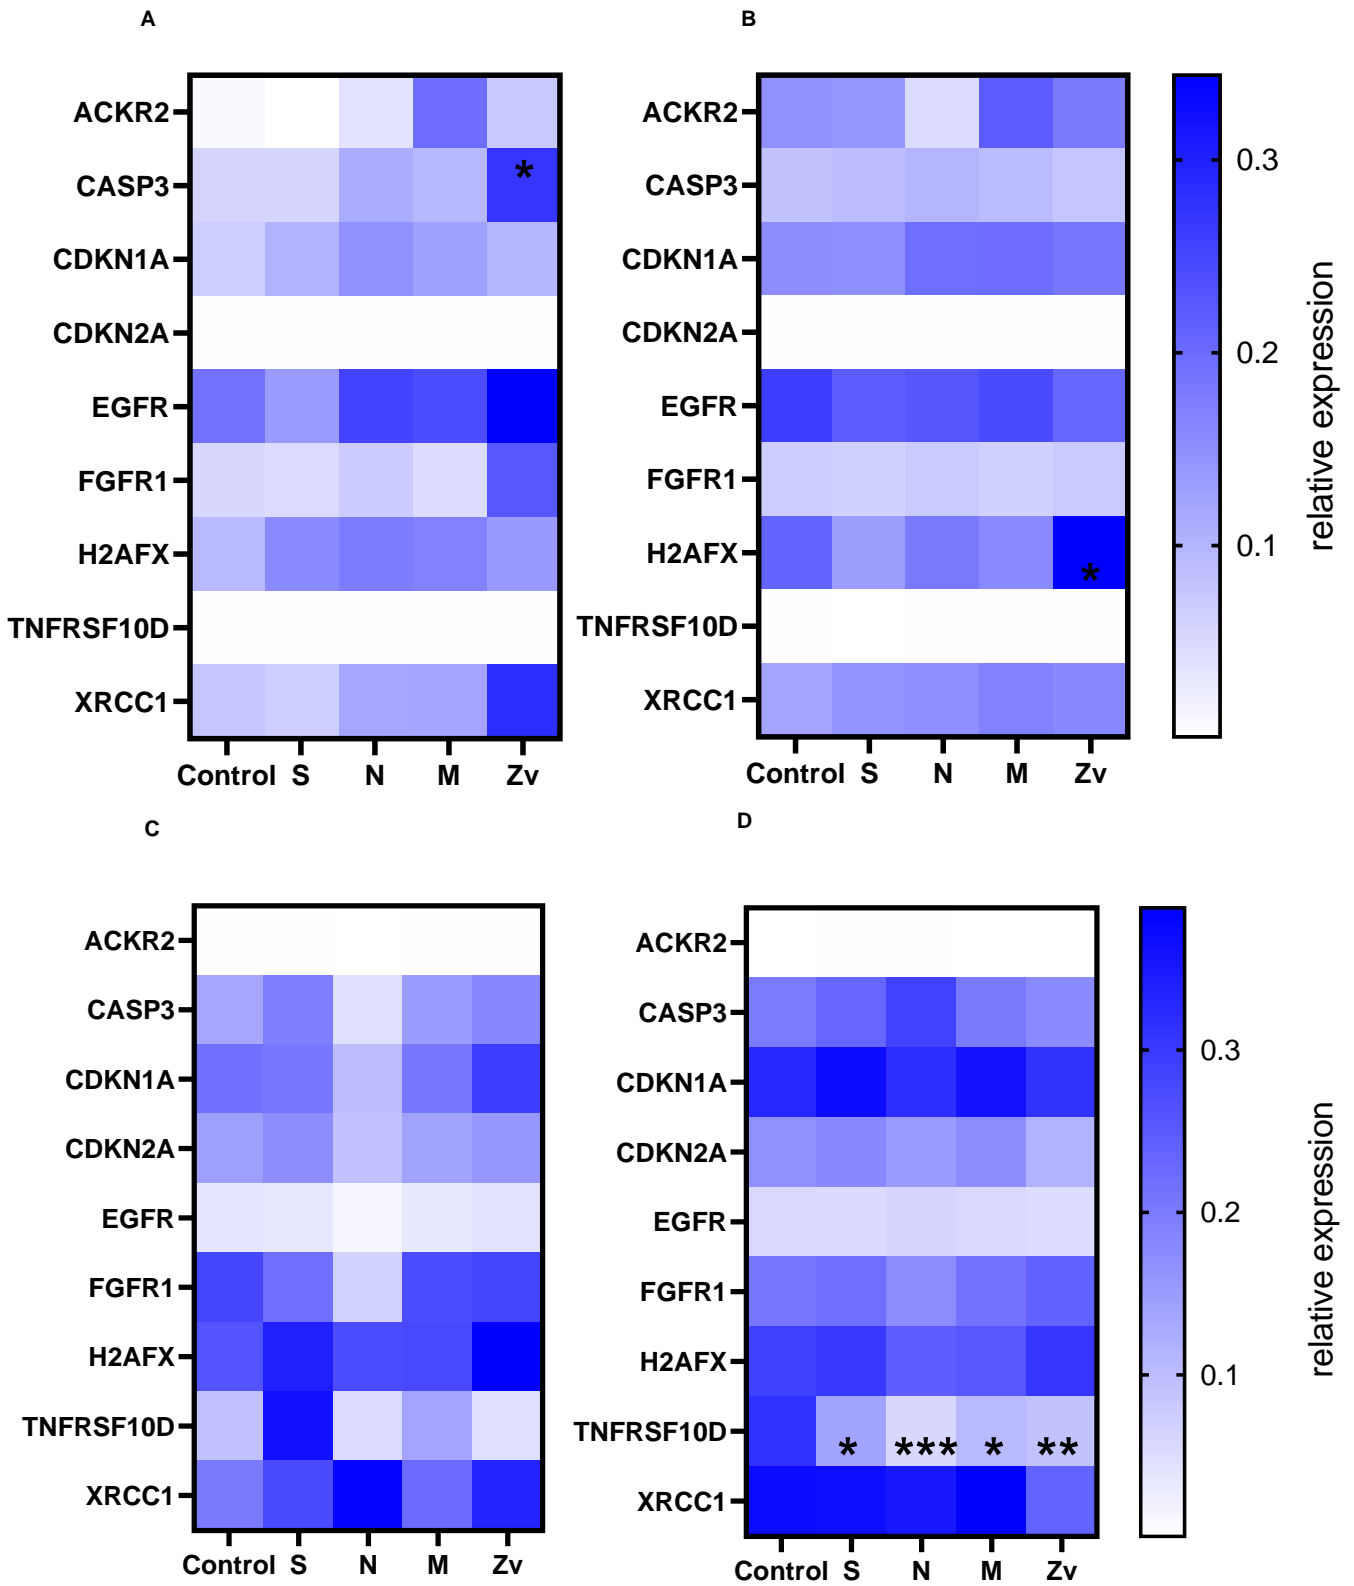 A
B
ACKR2
CASP3
*
CDKN1A
CDKN2A
EGFR
FGFR1
H2AFX
TNFRSF10D
XRCC1
Control S N M Zv
ACKR2
CASP3
CDKN1A
CDKN2A
EGFR
FGFR1
H2AFX
*
TNFRSF10D
XRCC1
Control S N M Zv
0.3
0.2
0.1
relative expression
C
D
ACKR2
CASP3
CDKN1A
CDKN2A
EGFR
FGFR1
H2AFX
TNFRSF10D
XRCC1
Control S N M Zv
ACKR2
CASP3
CDKN1A
CDKN2A
EGFR
FGFR1
H2AFX
TNFRSF10D
* *** * **
XRCC1
Control S N M Zv
0.3
0.2
0.1
relative expression